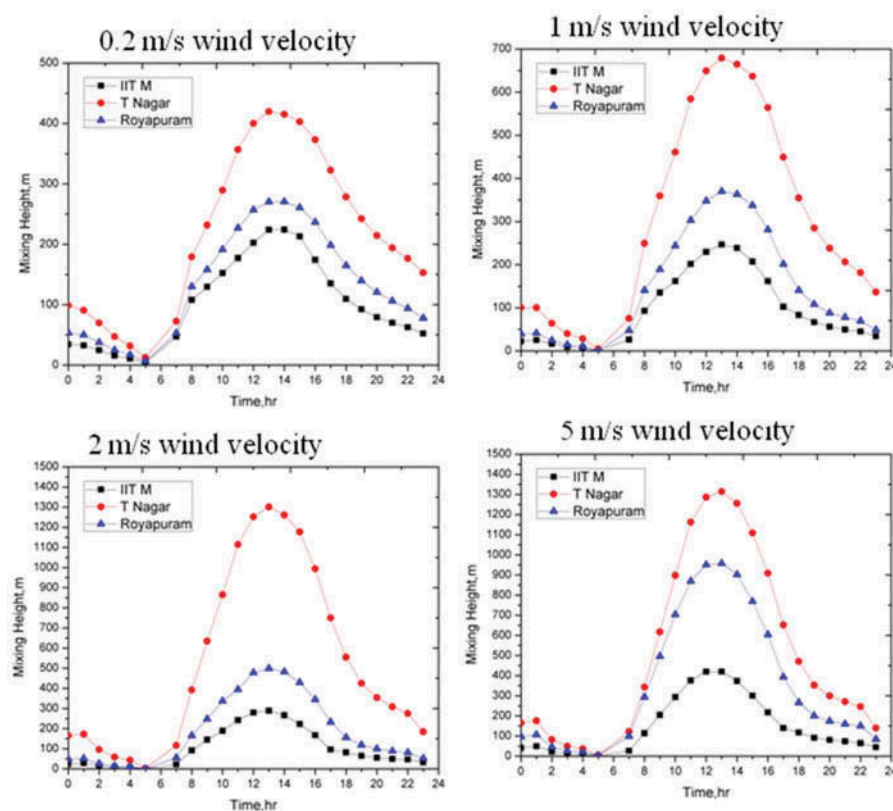 0.2 m/s wind velocity
500
400
300
200
100
0
Mixing Height,m
IIT M
T Nagar
Royapuram
0 2 4 6 8 10 12 14 16 18 20 22 24
Time,hr
1 m/s wind velocity
700
600
500
400
300
200
100
0
Mixing Height,m
IIT M
T Nagar
Royapuram
0 2 4 6 8 10 12 14 16 18 20 22 24
Time,hr
2 m/s wind velocity
1500
1400
1300
1200
1100
1000
900
800
700
600
500
400
300
200
100
0
Mixing Height,m
IIT M
T Nagar
Royapuram
0 2 4 6 8 10 12 14 16 18 20 22 24
Time,hr
5 m/s wind velocity
1500
1400
1300
1200
1100
1000
900
800
700
600
500
400
300
200
100
0
Mixing Height,m
IIT M
T Nagar
Royapuram
0 2 4 6 8 10 12 14 16 18 20 22 24
Time,hr